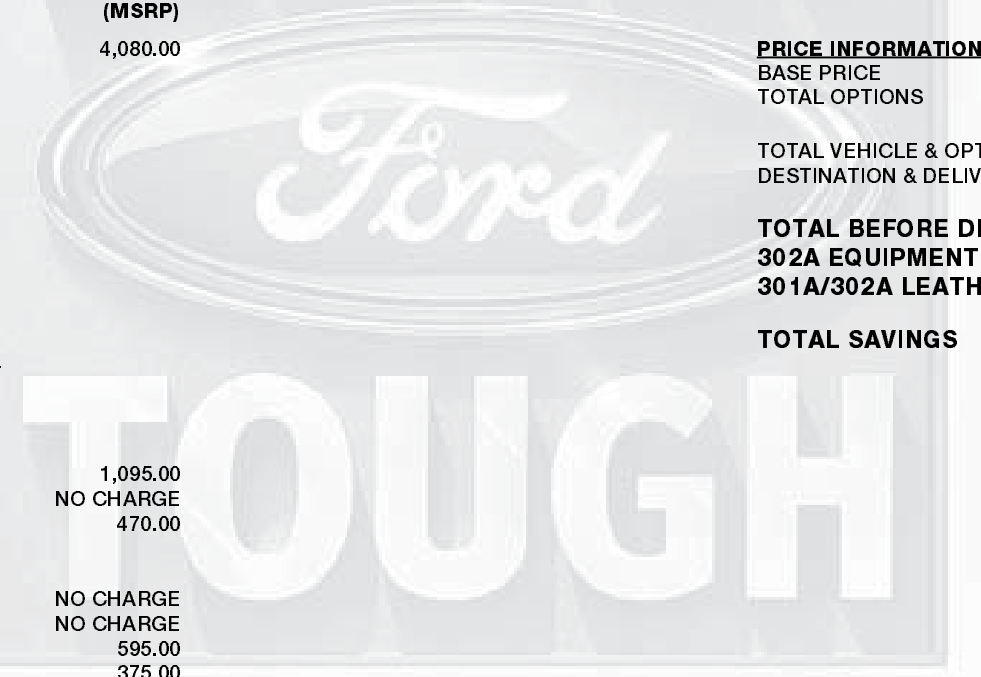 (MSRP)
4,080.00
1,095.00
NO CHARGE
470.00
NO CHARGE
NO CHARGE
595.00
375.00
PRICE INFORMATION
BASE PRICE
TOTAL OPTIONS
TOTAL VEHICLE & OPT
DESTINATION & DELIV
TOTAL BEFORE DI
302A EQUIPMENT
301A/302A LEATH
TOTAL SAVINGS
Ford
TOUGH